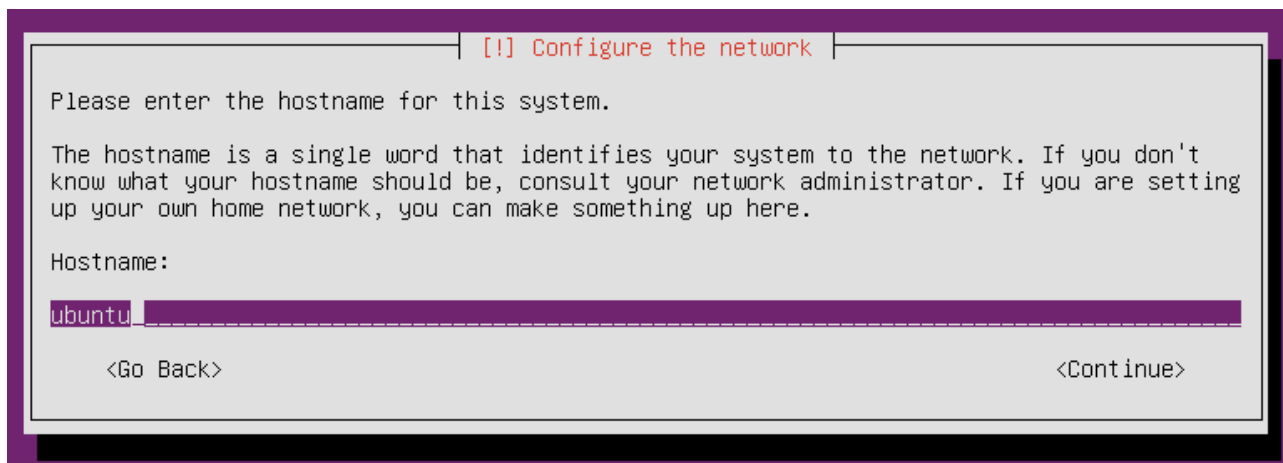 [!] Configure the network
Please enter the hostname for this system.
The hostname is a single word that identifies your system to the network. If you don't
know what your hostname should be, consult your network administrator. If you are setting
up your own home network, you can make something up here.
Hostname:
ubuntu
<Go Back> <Continue>